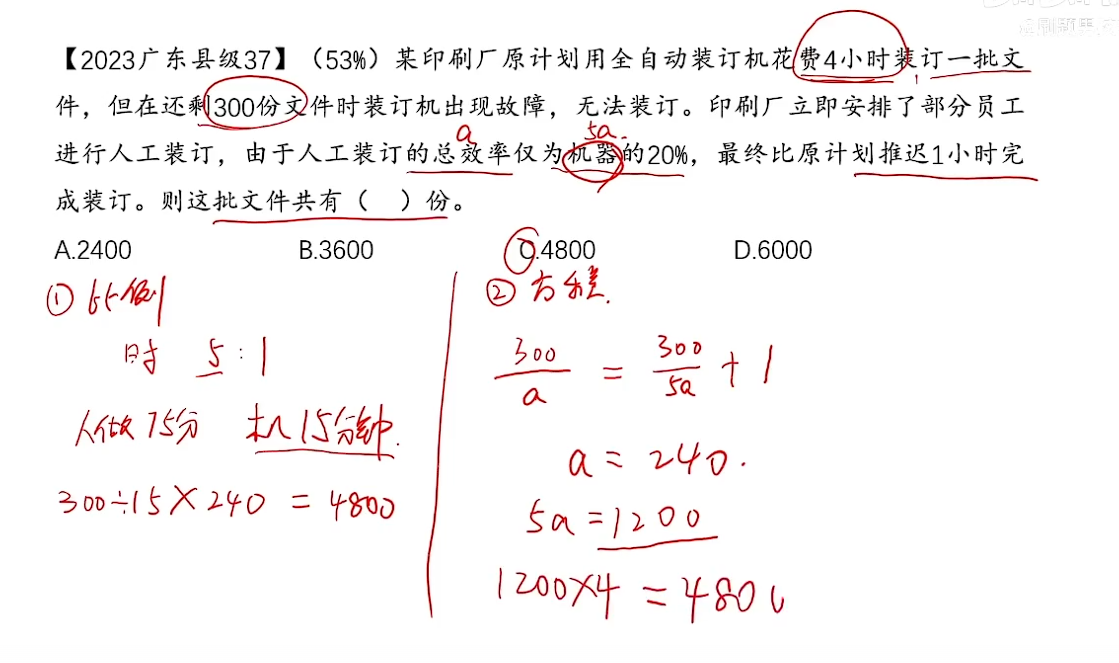 【2023广东县级37】（53%）某印刷厂原计划用全自动装订机花费4小时装订一批文
件，但在还剩300份文件时装订机出现故障，无法装订。印刷厂立即安排了部分员工
a 5a.
进行人工装订，由于人工装订的总效率仅为机器的20%，最终比原计划推迟1小时完
成装订。则这批文件共有（ ）份。
A.2400 B.3600 C.4800 D.6000
① 比例
时 5 : 1
人做75分 机15分钟.
300÷15×240 = 4800
② 方程.
300/a = 300/5a + 1
a = 240.
5a = 1200
1200×4 = 4800